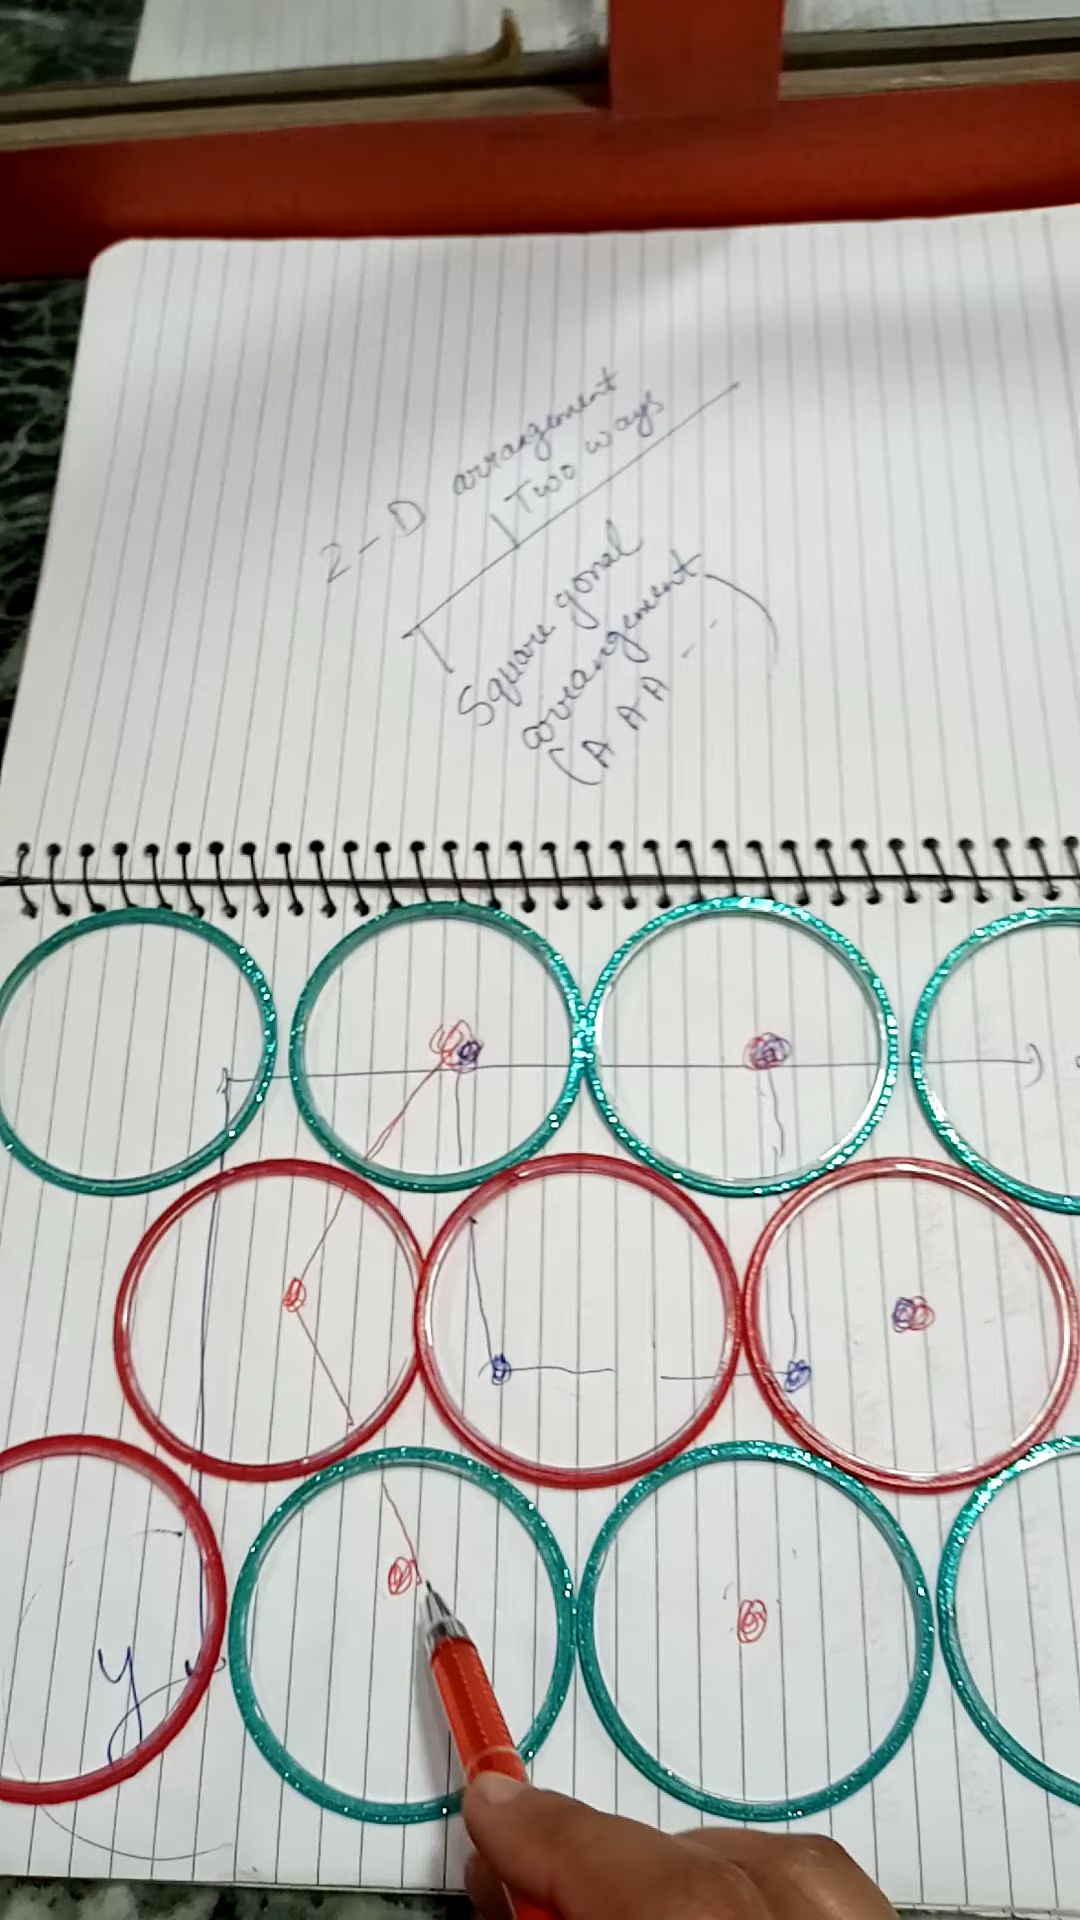 2-D arrangement
Two ways
Square gonal
arrangement
(A A A ...)
y